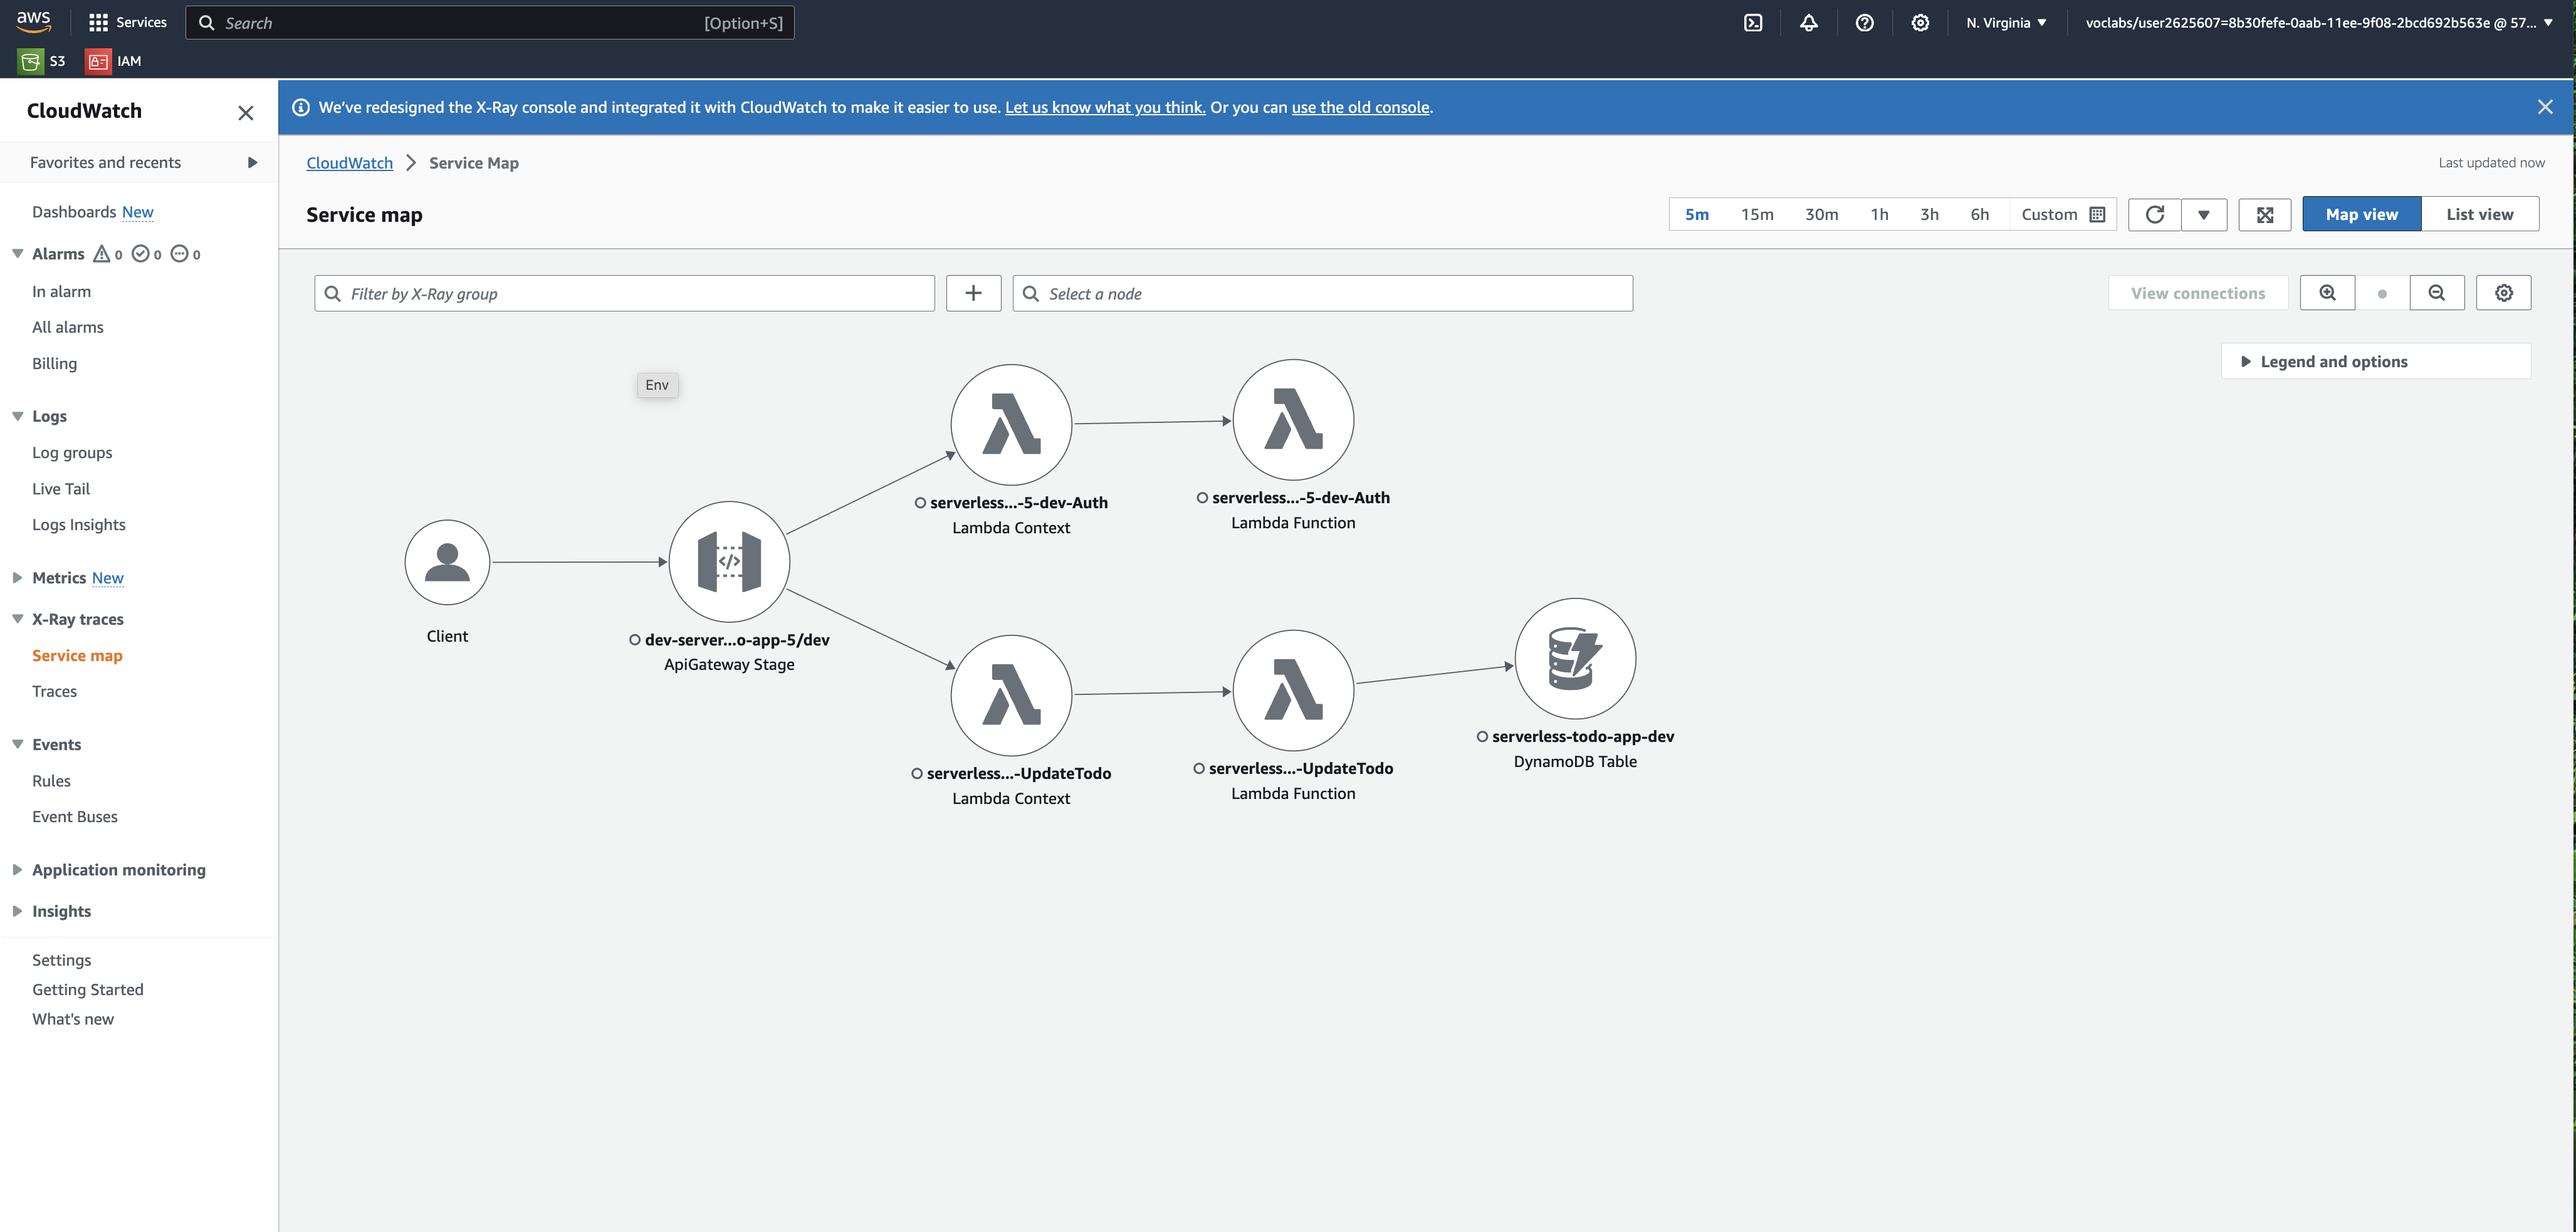 aws
Services
Search
[Option+S]
N. Virginia
voclabs/user2625607=8b30fefe-0aab-11ee-9f08-2bcd692b563e @ 57...
S3
IAM
CloudWatch
Favorites and recents
Dashboards New
Alarms 0 0 0
In alarm
All alarms
Billing
Logs
Log groups
Live Tail
Logs Insights
Metrics New
X-Ray traces
Service map
Traces
Events
Rules
Event Buses
Application monitoring
Insights
Settings
Getting Started
What's new
We've redesigned the X-Ray console and integrated it with CloudWatch to make it easier to use. Let us know what you think. Or you can use the old console.
CloudWatch
Service Map
Last updated now
Service map
5m
15m
30m
1h
3h
6h
Custom
Map view
List view
Filter by X-Ray group
Select a node
View connections
Legend and options
Env
serverless...-5-dev-Auth
Lambda Context
serverless...-5-dev-Auth
Lambda Function
Client
</>
dev-server...o-app-5/dev
ApiGateway Stage
serverless...-UpdateTodo
Lambda Context
serverless...-UpdateTodo
Lambda Function
serverless-todo-app-dev
DynamoDB Table